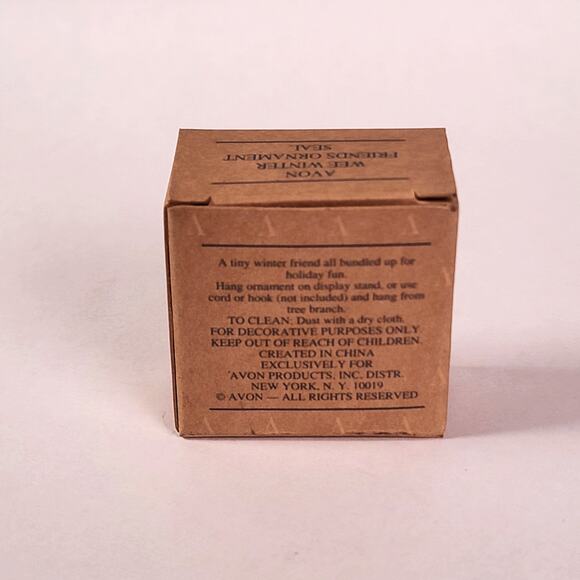 AVON
WEE WINTER
FRIENDS ORNAMENT
SEAL
A tiny winter friend all bundled up for
holiday fun.
Hang ornament on display stand, or use
cord or hook (not included) and hang from
tree branch.
TO CLEAN: Dust with a dry cloth.
FOR DECORATIVE PURPOSES ONLY
KEEP OUT OF REACH OF CHILDREN.
CREATED IN CHINA
EXCLUSIVELY FOR
AVON PRODUCTS, INC. DISTR.
NEW YORK, N. Y. 10019
© AVON — ALL RIGHTS RESERVED